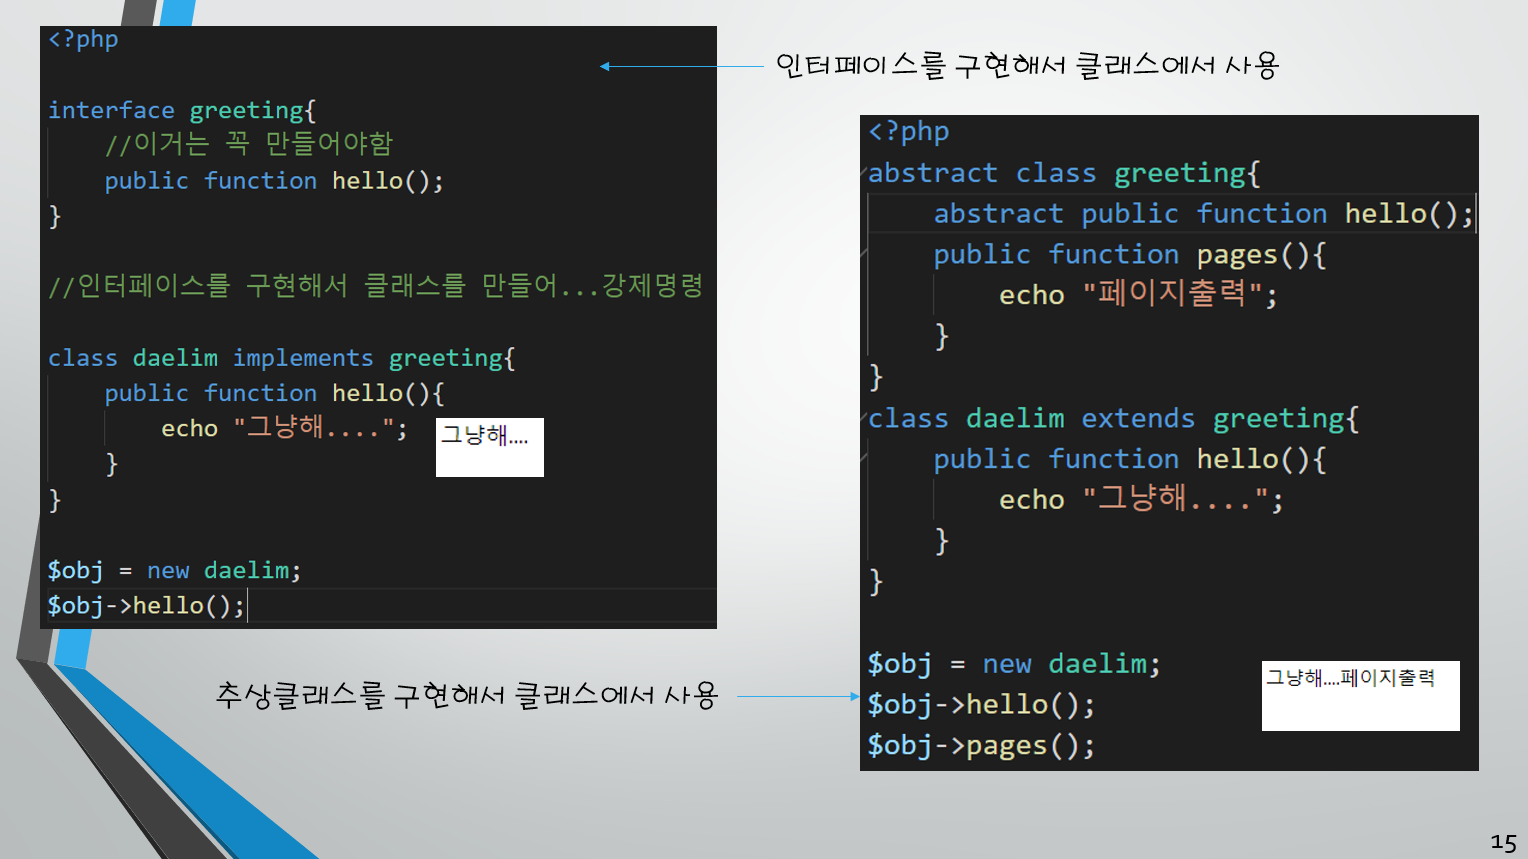 <?php
interface greeting{
//이거는 꼭 만들어야함
public function hello();
}
//인터페이스를 구현해서 클래스를 만들어...강제명령
class daelim implements greeting{
public function hello(){
echo "그냥해....";
}
}
$obj = new daelim;
$obj->hello();
그냥해....
인터페이스를 구현해서 클래스에서 사용
<?php
abstract class greeting{
abstract public function hello();
public function pages(){
echo "페이지출력";
}
}
class daelim extends greeting{
public function hello(){
echo "그냥해....";
}
}
$obj = new daelim;
$obj->hello();
$obj->pages();
그냥해....페이지출력
추상클래스를 구현해서 클래스에서 사용
15